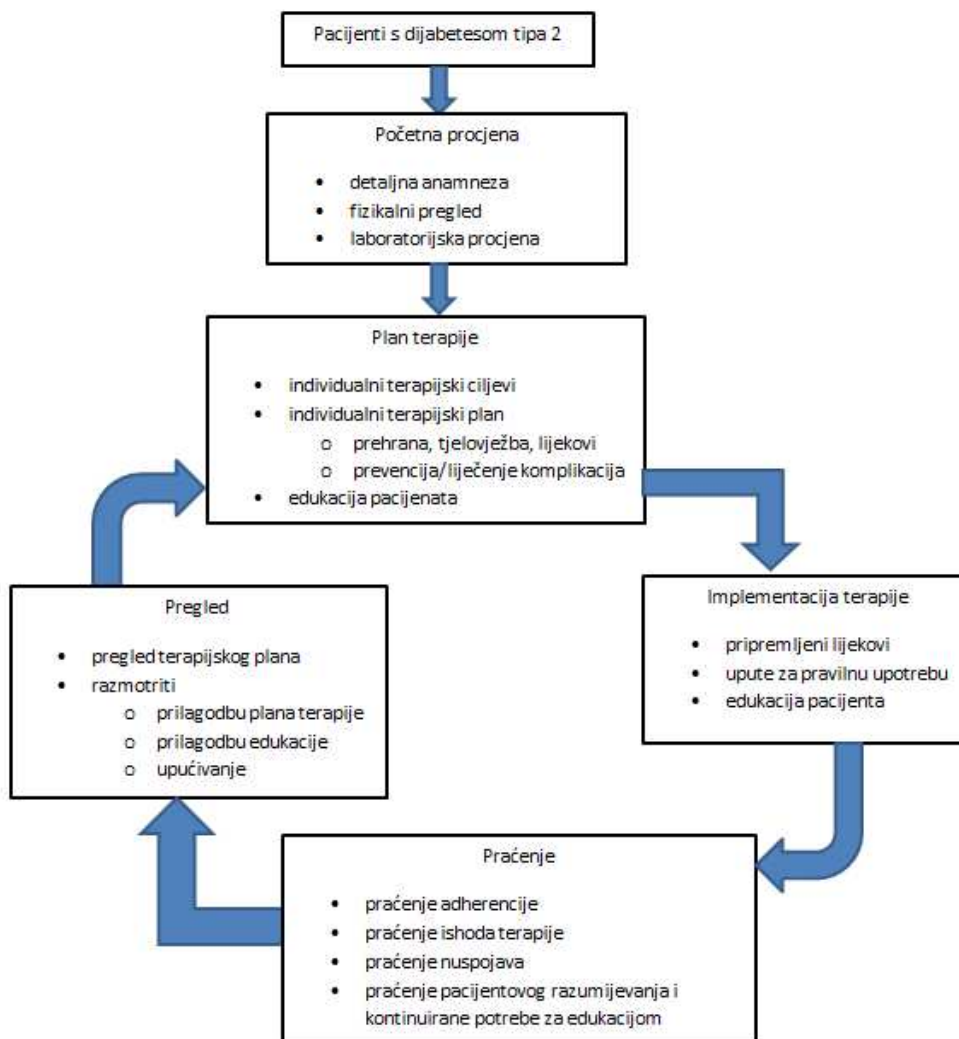 Pacijenti s dijabetesom tipa 2
Početna procjena
• detaljna anamneza
• fizikalni pregled
• laboratorijska procjena
Plan terapije
• individualni terapijski ciljevi
• individualni terapijski plan
o prehrana, tjelovježba, lijekovi
o prevencija/liječenje komplikacija
• edukacija pacijenata
Implementacija terapije
• pripremljeni lijekovi
• upute za pravilnu upotrebu
• edukacija pacijenta
Praćenje
• praćenje adherencije
• praćenje ishoda terapije
• praćenje nuspojava
• praćenje pacijentovog razumijevanja i
kontinuirane potrebe za edukacijom
Pregled
• pregled terapijskog plana
• razmotriti
o prilagodbu plana terapije
o prilagodbu edukacije
o upućivanje